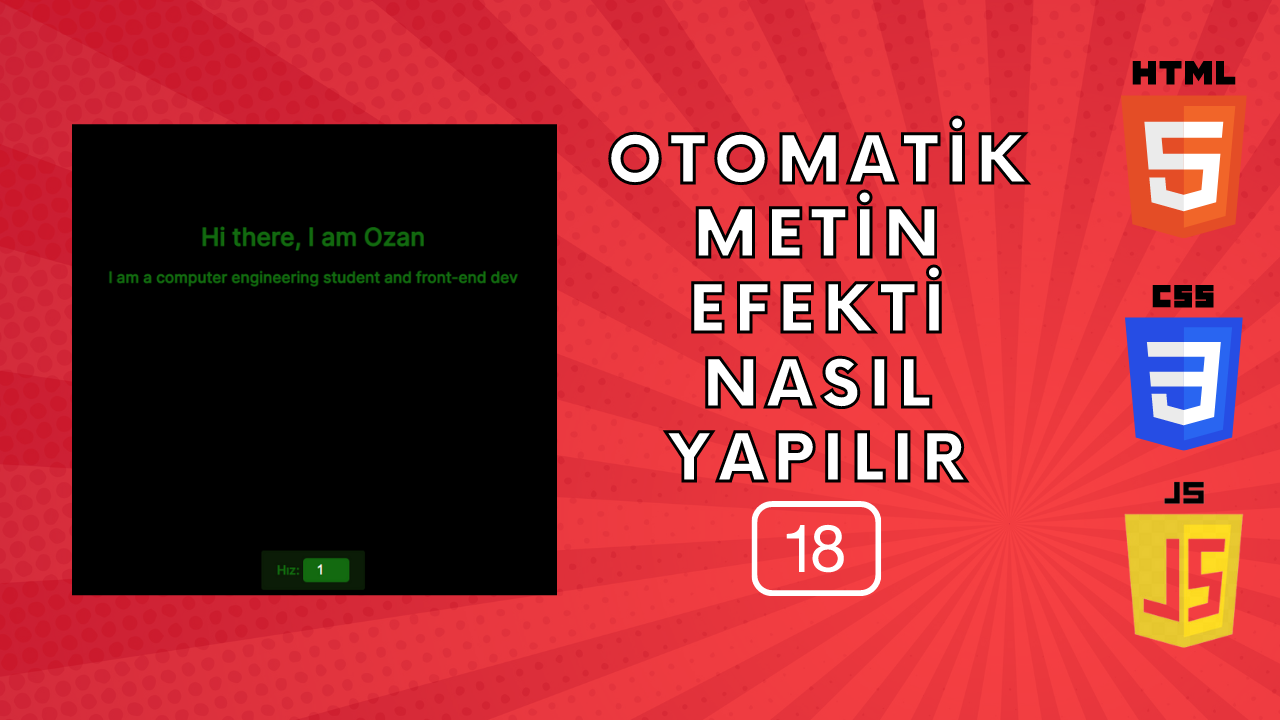 Hi there, I am Ozan
I am a computer engineering student and front-end dev
Hız: 1
OTOMATİK
METİN
EFEKTİ
NASIL
YAPILIR
18
HTML
5
CSS
3
JS
JS